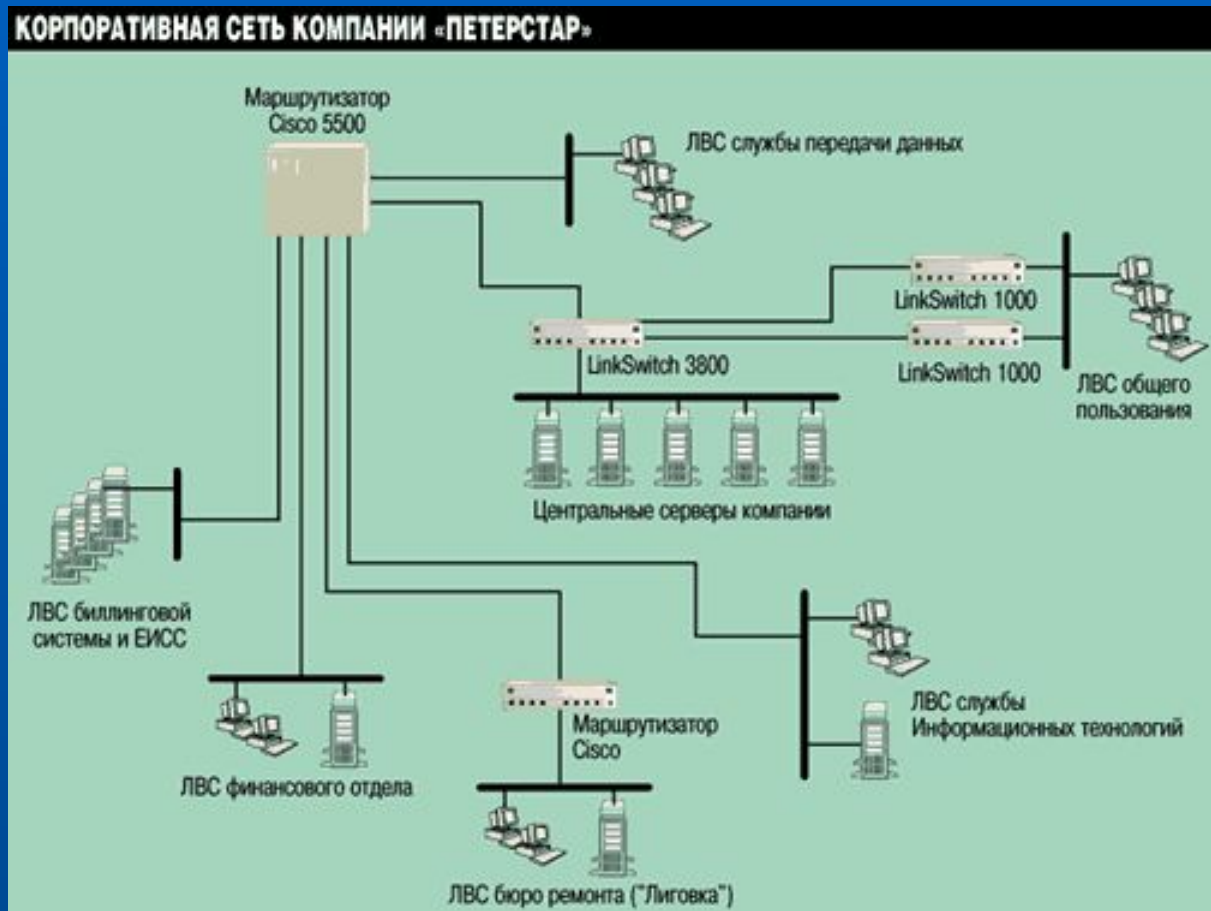 КОРПОРАТИВНАЯ СЕТЬ КОМПАНИИ «ПЕТЕРСТАР»
Маршрутизатор
Cisco 5500
ЛВС службы передачи данных
LinkSwitch 1000
LinkSwitch 3800
LinkSwitch 1000
ЛВС общего
пользования
Центральные серверы компании
ЛВС биллинговой
системы и ЕИСС
ЛВС службы
Информационных технологий
Маршрутизатор
Cisco
ЛВС финансового отдела
ЛВС бюро ремонта ("Лиговка")